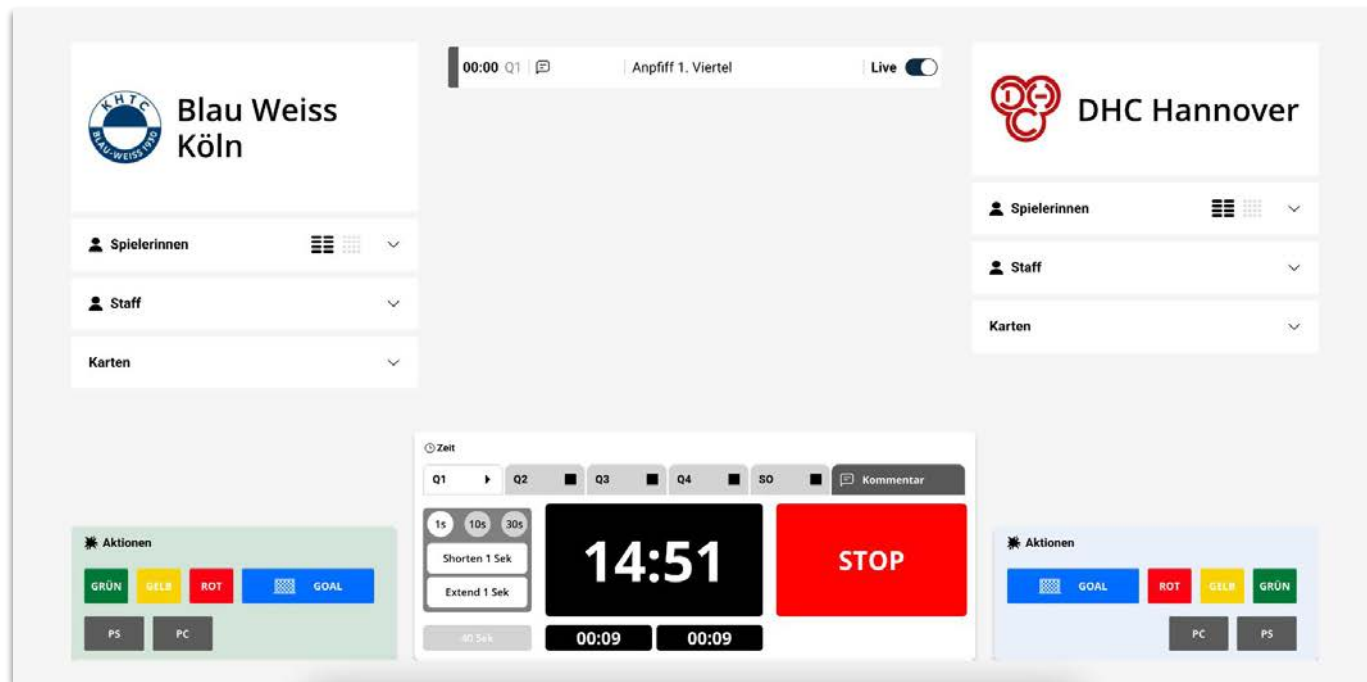 KHTC
BLAU-WEISS 1930
Blau Weiss
Köln
Spielerinnen
Staff
Karten
00:00 Q1 Anpfiff 1. Viertel Live
DHC
DHC Hannover
Spielerinnen
Staff
Karten
Aktionen
GRÜN GELB ROT GOAL
PS PC
Zeit
Q1 Q2 Q3 Q4 SO Kommentar
1s 10s 30s
Shorten 1 Sek
Extend 1 Sek
40 Sek
14:51
00:09 00:09
STOP
Aktionen
GOAL ROT GELB GRÜN
PC PS